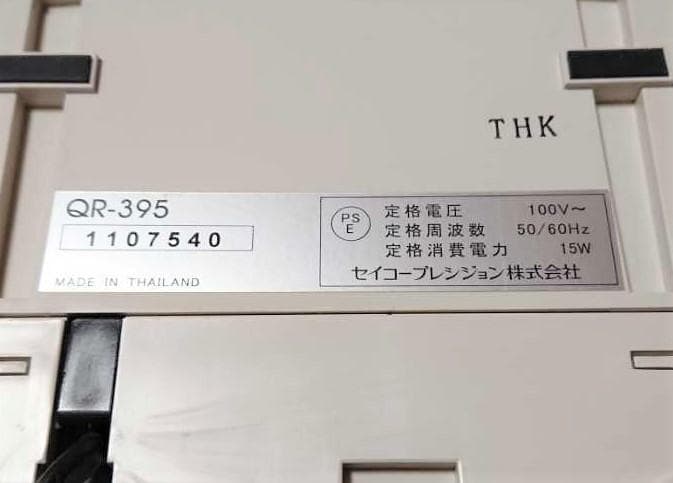 THK
QR-395
1107540
MADE IN THAILAND
PS
E
定格電圧 100V～
定格周波数 50/60Hz
定格消費電力 15W
セイコープレシジョン株式会社